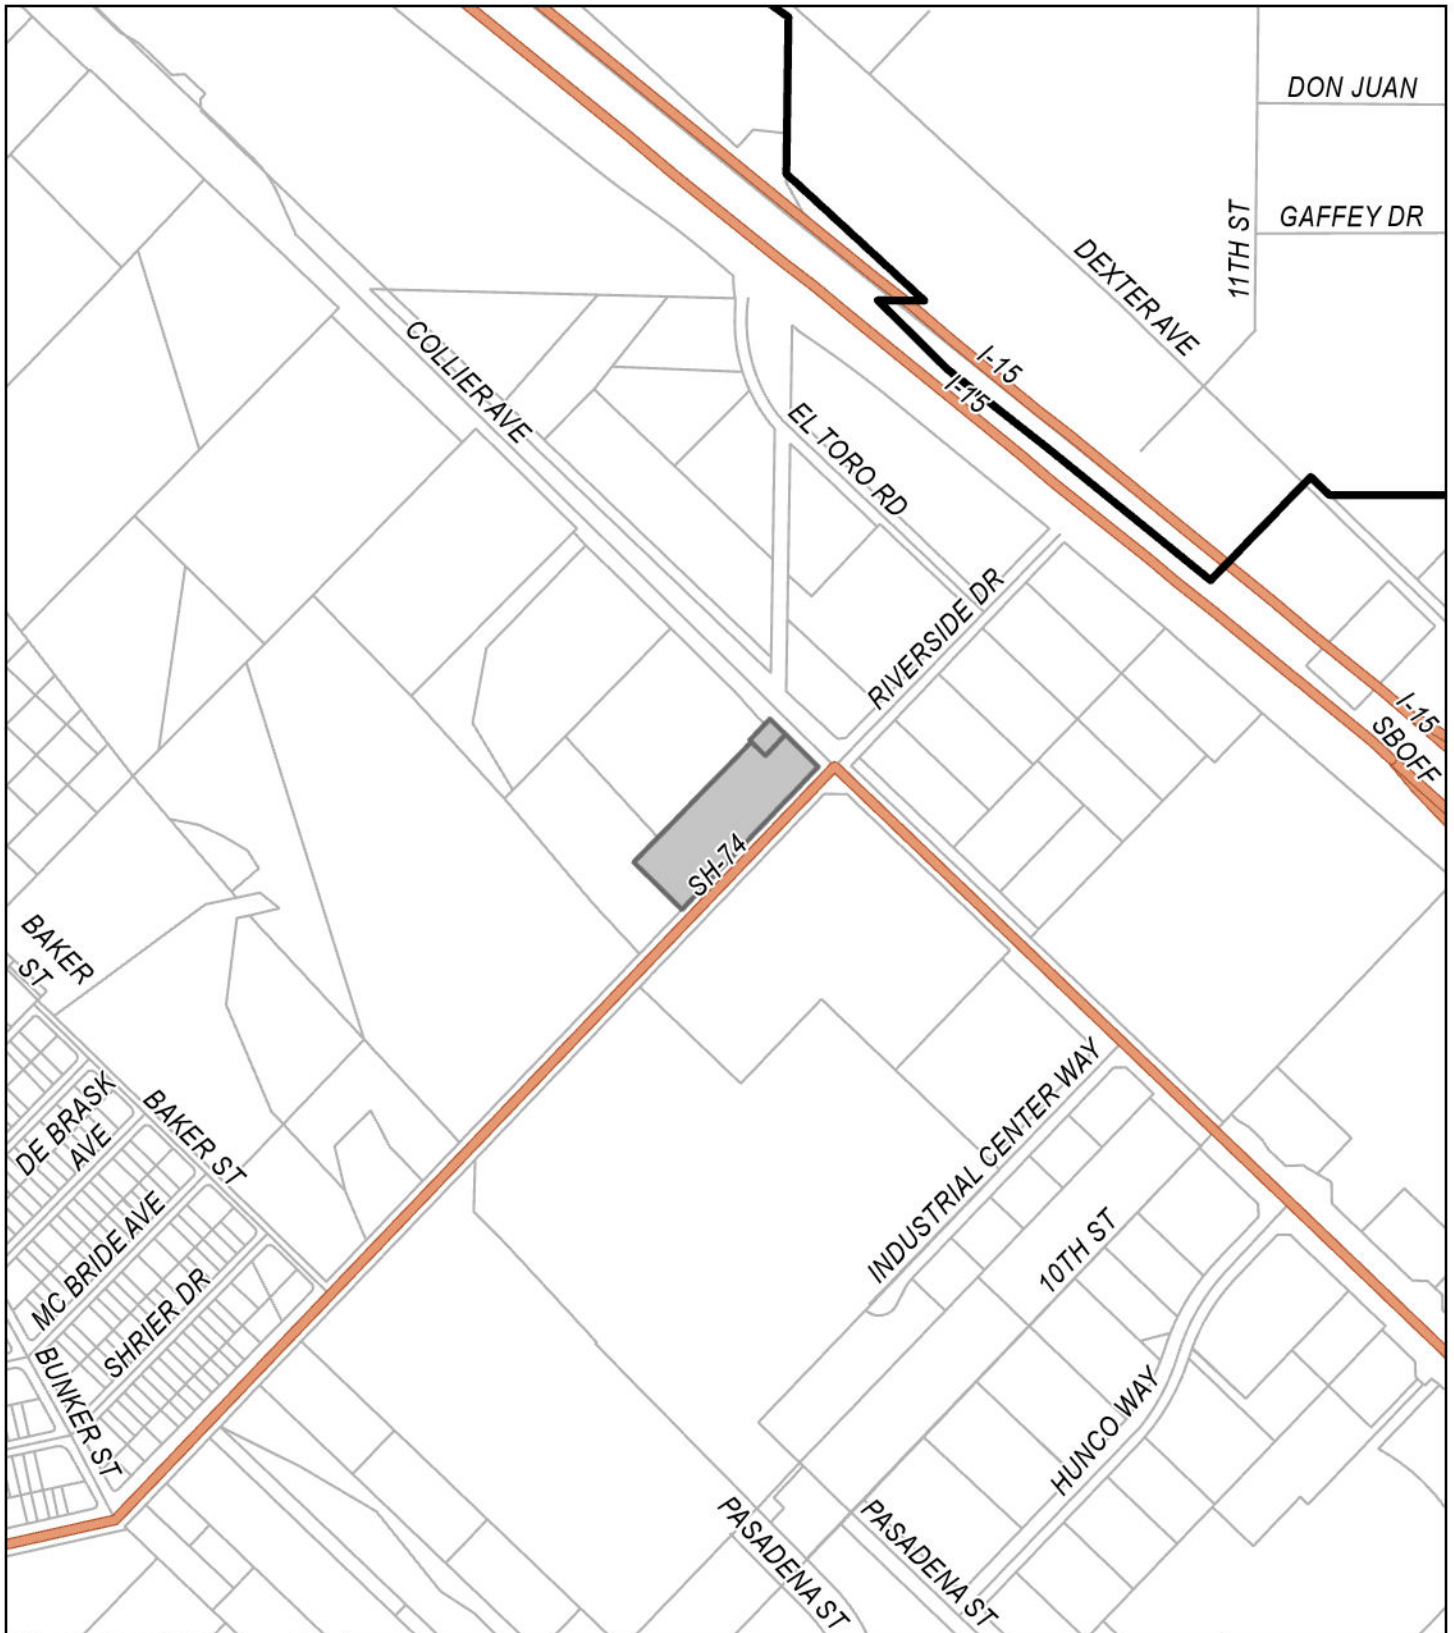 DON JUAN
GAFFEY DR
11TH ST
DEXTER AVE
COLLIER AVE
I-15
I-15
EL TORO RD
RIVERSIDE DR
I-15
SBOFF
SH-74
BAKER
ST
DE BRASK
AVE
BAKER ST
INDUSTRIAL CENTER WAY
MC BRIDE AVE
10TH ST
SHRIER DR
BUNKER ST
HUNCO WAY
PASADENA ST
PASADENA ST